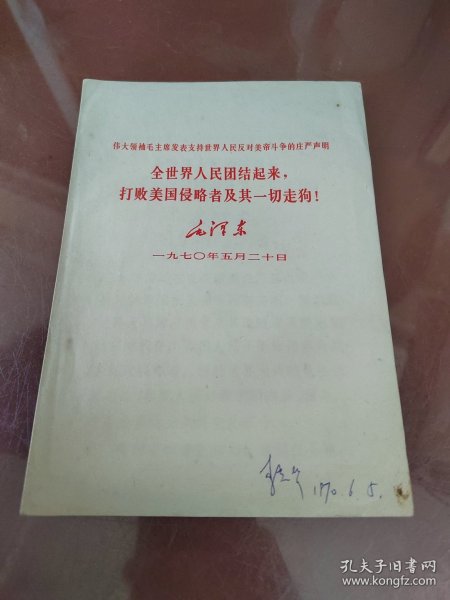 伟大领袖毛主席发表支持世界人民反对美帝斗争的庄严声明
全世界人民团结起来，
打败美国侵略者及其一切走狗！
毛泽东
一九七〇年五月二十日
1970.6.5.
孔夫子旧书网
www.kongfz.com